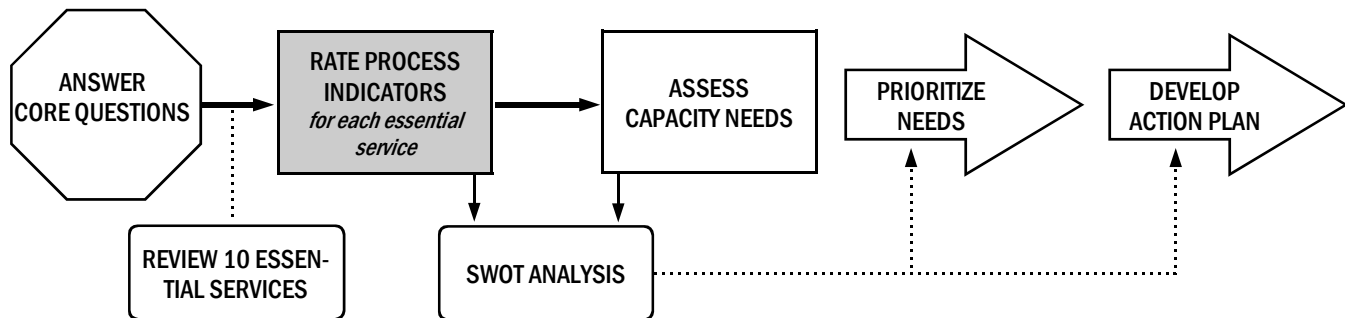 ANSWER
CORE QUESTIONS
RATE PROCESS
INDICATORS
for each essential
service
ASSESS
CAPACITY NEEDS
PRIORITIZE
NEEDS
DEVELOP
ACTION PLAN
REVIEW 10 ESSEN-
TIAL SERVICES
SWOT ANALYSIS